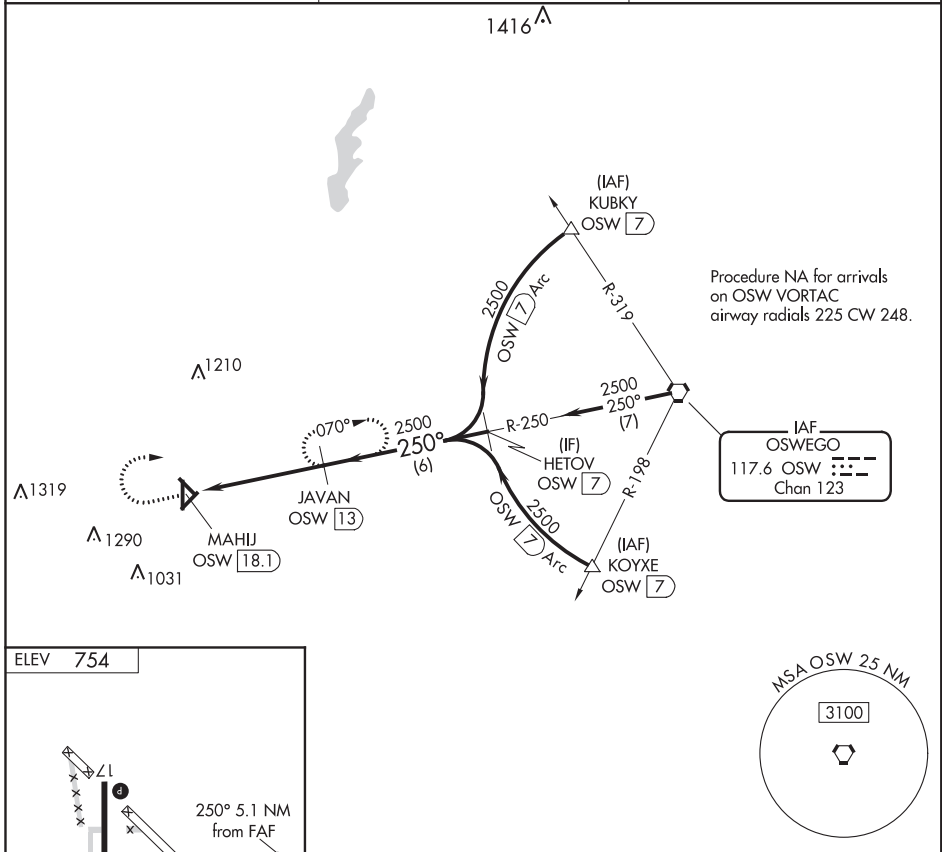 1416
(IAF)
KUBKY
OSW 7
Procedure NA for arrivals
on OSW VORTAC
airway radials 225 CW 248.
2500
OSW 7 Arc
R-319
1210
2500
250°
(7)
R-250
070°
2500
250°
(6)
(IF)
HETOV
OSW 7
R-198
IAF
OSWEGO
117.6 OSW
Chan 123
JAVAN
OSW 13
1319
MAHIJ
OSW 18.1
1290
1031
2500
OSW 7 Arc
(IAF)
KOYXE
OSW 7
ELEV 754
MSA OSW 25 NM
3100
17
P
250° 5.1 NM
from FAF